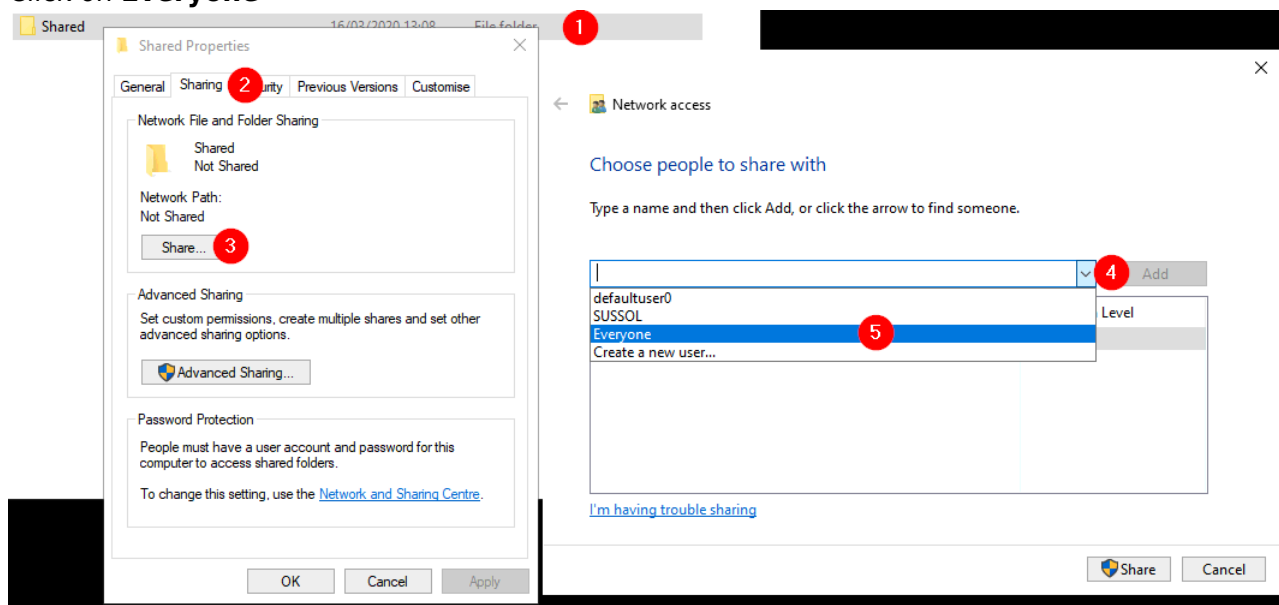 Click on Everyone
Shared 16/03/2020 13:08 File folder 1
Shared Properties
General Sharing 2 urity Previous Versions Customise
Network File and Folder Sharing
Shared
Not Shared
Network Path:
Not Shared
Share... 3
Advanced Sharing
Set custom permissions, create multiple shares and set other
advanced sharing options.
Advanced Sharing...
Password Protection
People must have a user account and password for this
computer to access shared folders.
To change this setting, use the Network and Sharing Centre.
OK Cancel Apply
Network access
Choose people to share with
Type a name and then click Add, or click the arrow to find someone.
4 Add
defaultuser0
SUSSOL
Everyone 5
Create a new user...
Level
I'm having trouble sharing
Share Cancel